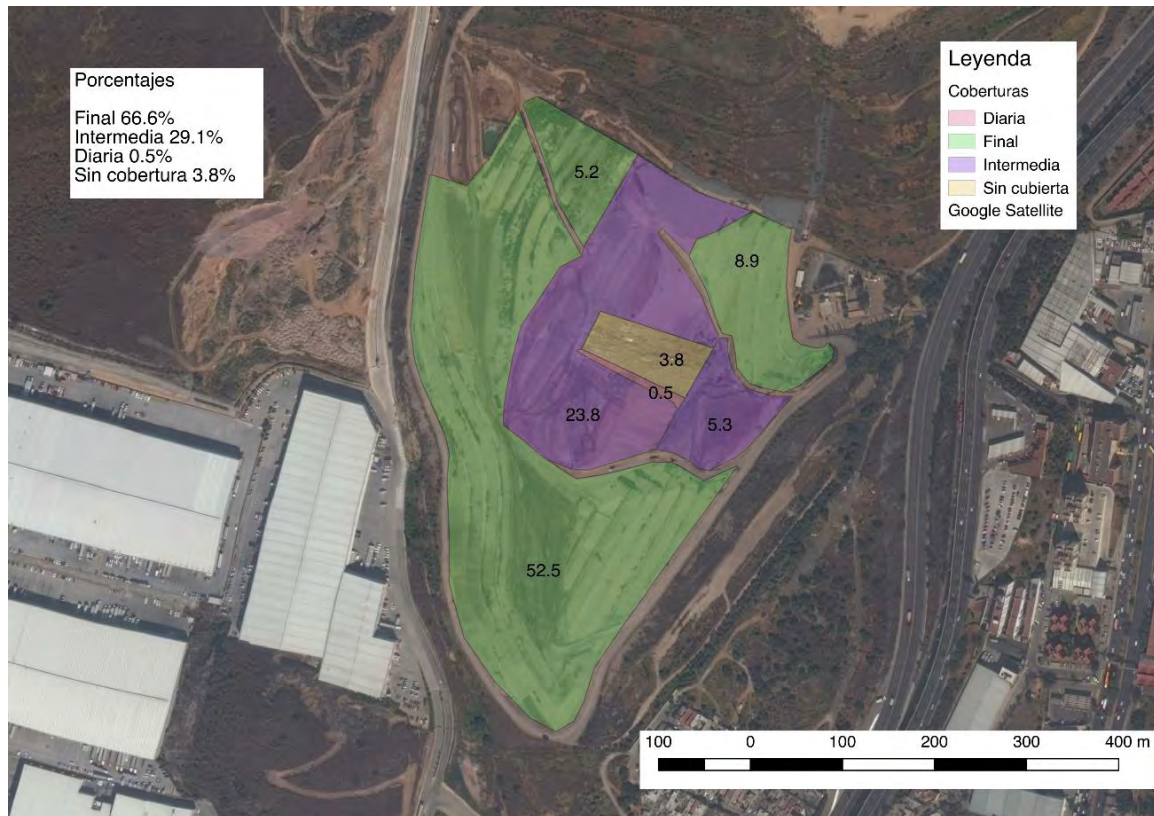 Porcentajes
Final 66.6%
Intermedia 29.1%
Diaria 0.5%
Sin cobertura 3.8%
Leyenda
Coberturas
Diaria
Final
Intermedia
Sin cubierta
Google Satellite
5.2
8.9
3.8
0.5
23.8
5.3
52.5
100 0 100 200 300 400 m